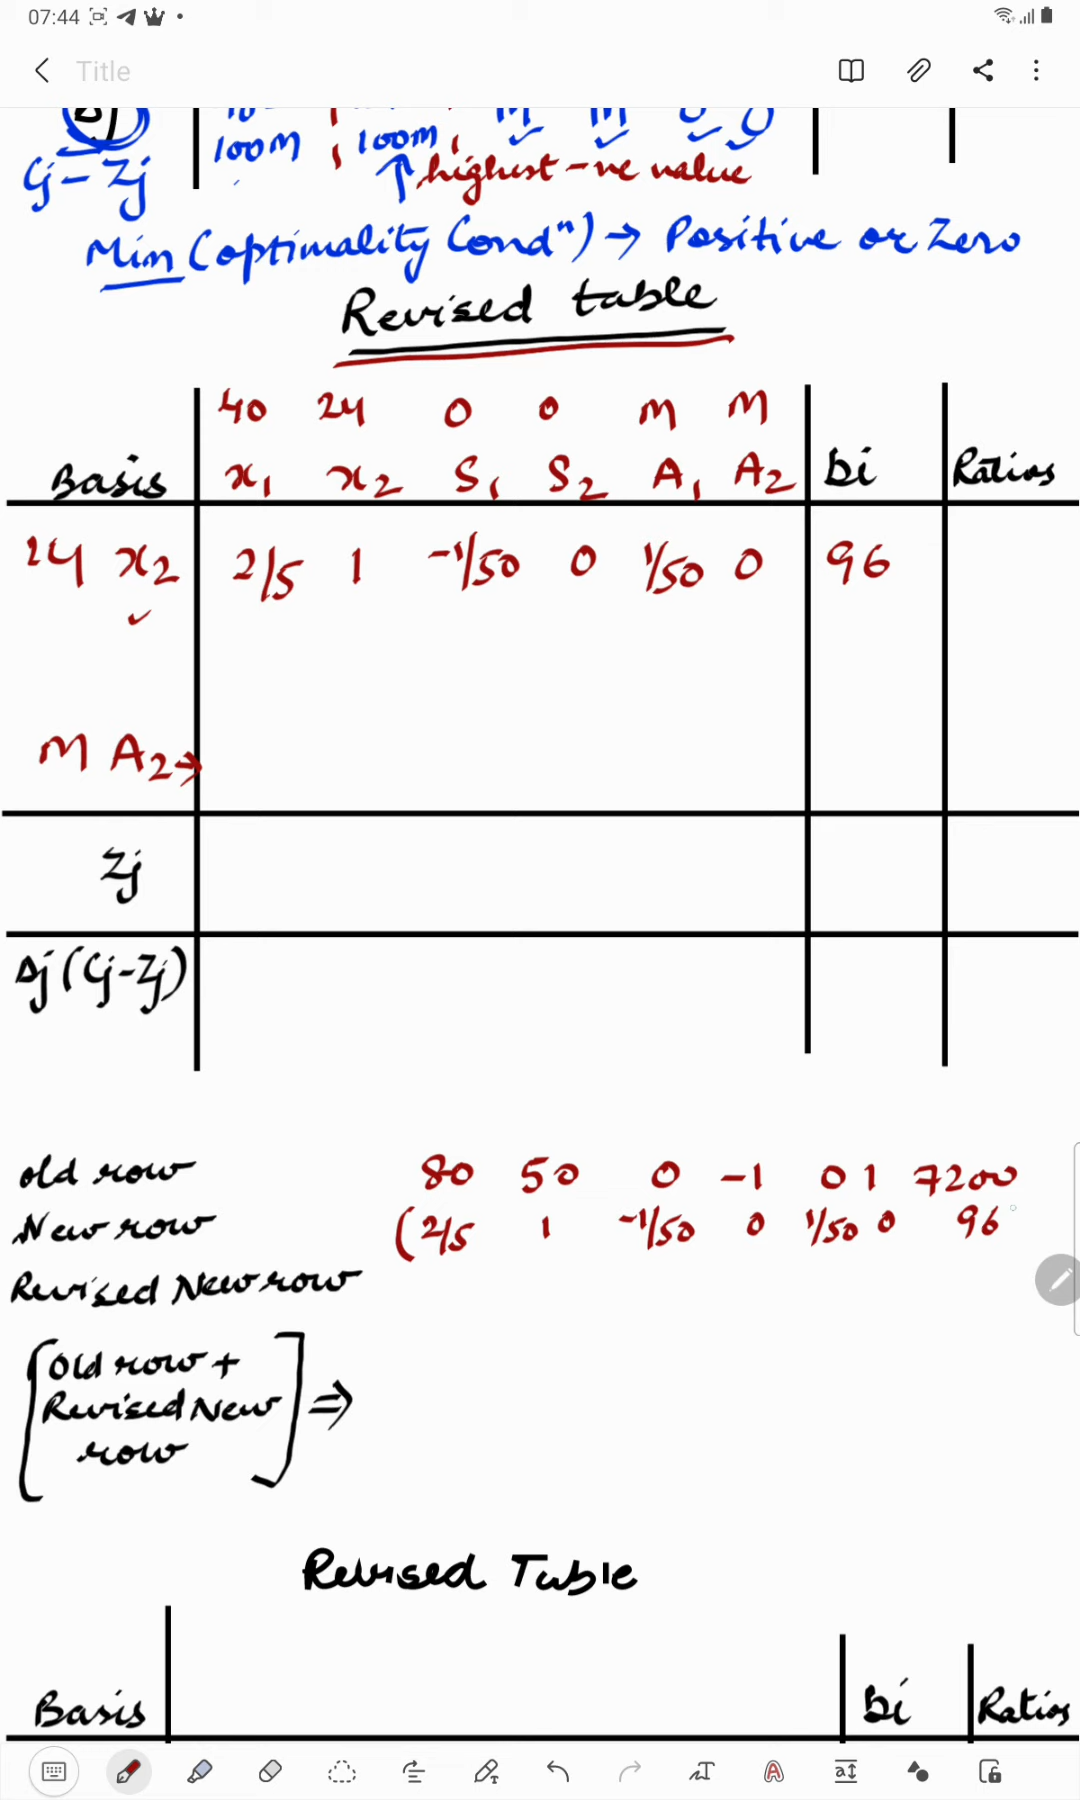 07:44
Title
100M 100M M M 0 0
Cj-Zj ↑ highest -ve value
Min (optimality Condⁿ) → Positive or Zero
Revised table
40 24 0 0 M M
Basis x₁ x₂ S₁ S₂ A₁ A₂ bi Ratios
24 x₂ 2/5 1 -1/50 0 1/50 0 96
M A₂→
Zj
Δj (Cj-Zj)
old row 80 50 0 -1 0 1 7200
New row (2/5 1 -1/50 0 1/50 0 96
Revised New row
[Old row +
Revised New
row] ⇒
Revised Table
Basis bi Ratios